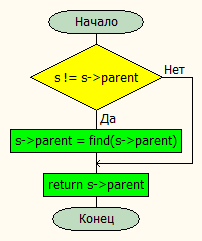 Начало
s != s->parent
Нет
Да
s->parent = find(s->parent)
return s->parent
Конец